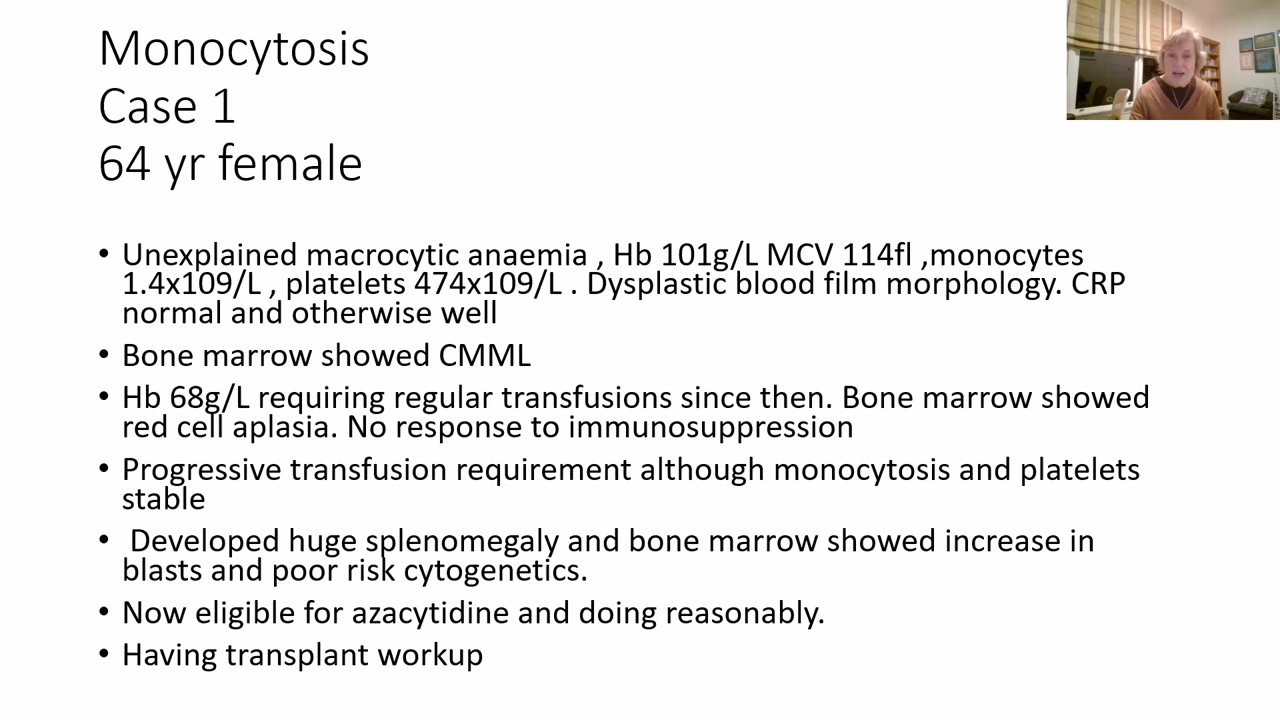 Monocytosis
Case 1
64 yr female
• Unexplained macrocytic anaemia , Hb 101g/L MCV 114fl ,monocytes
1.4x109/L , platelets 474x109/L . Dysplastic blood film morphology. CRP
normal and otherwise well
• Bone marrow showed CMML
• Hb 68g/L requiring regular transfusions since then. Bone marrow showed
red cell aplasia. No response to immunosuppression
• Progressive transfusion requirement although monocytosis and platelets
stable
• Developed huge splenomegaly and bone marrow showed increase in
blasts and poor risk cytogenetics.
• Now eligible for azacytidine and doing reasonably.
• Having transplant workup